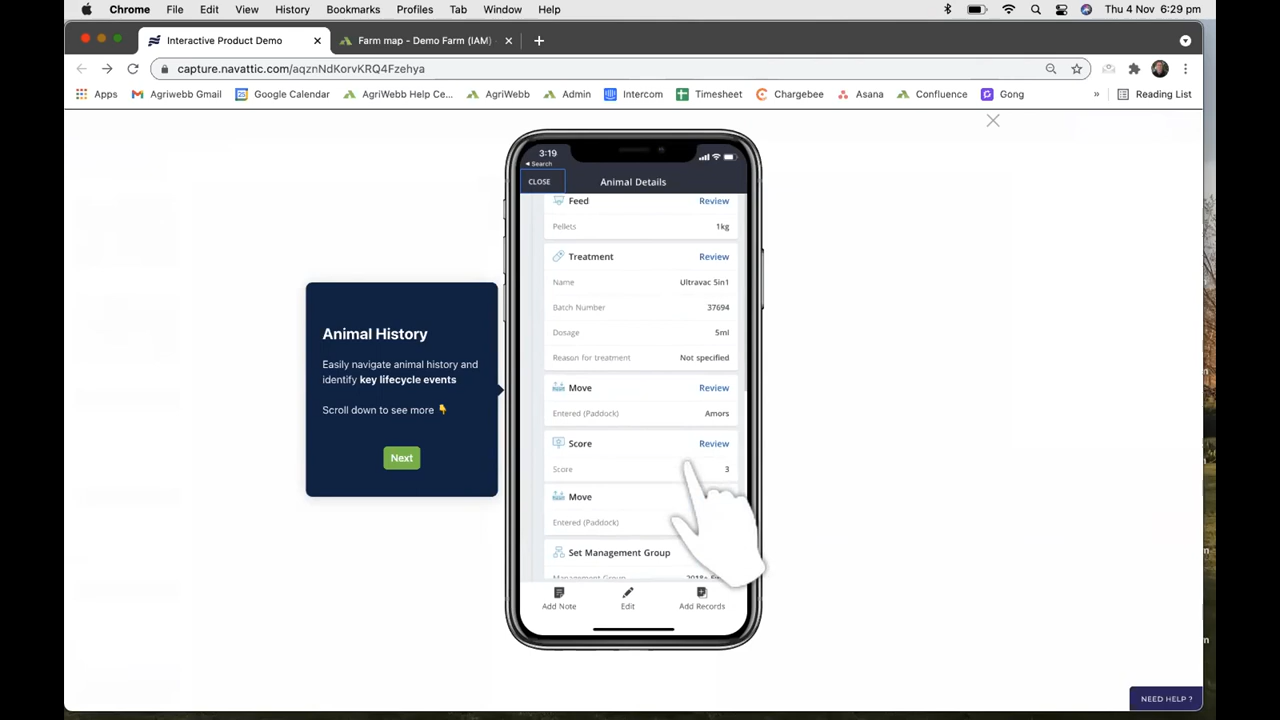 Chrome File Edit View History Bookmarks Profiles Tab Window Help Thu 4 Nov 6:29 pm
Interactive Product Demo Farm map - Demo Farm (IAM)
capture.navattic.com/aqznNdKorvKRQ4Fzehya
Apps Agriwebb Gmail Google Calendar AgriWebb Help Ce... AgriWebb Admin Intercom Timesheet Chargebee Asana Confluence Gong » Reading List
3:19
Search
CLOSE Animal Details
Feed Review
Pellets 1kg
Treatment Review
Name Ultravac 5in1
Batch Number 37694
Dosage 5ml
Reason for treatment Not specified
Move Review
Entered (Paddock) Amors
Score Review
Score 3
Move
Entered (Paddock)
Set Management Group
Management Group
Add Note Edit Add Records
Animal History
Easily navigate animal history and
identify key lifecycle events
Scroll down to see more 👇
Next
NEED HELP ?